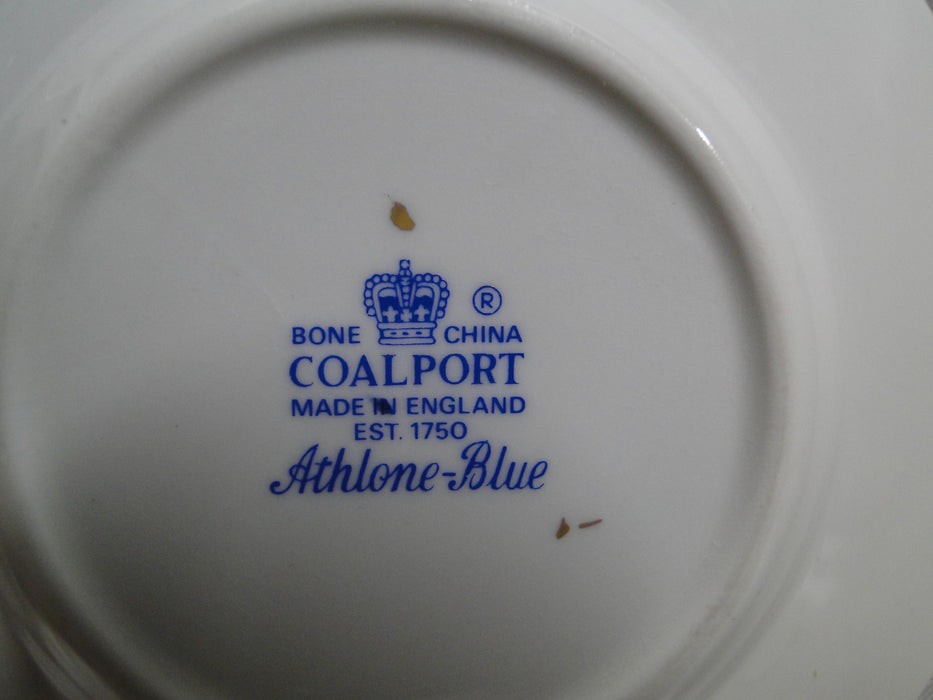 ®
BONE CHINA
COALPORT
MADE IN ENGLAND
EST. 1750
Athlone-Blue